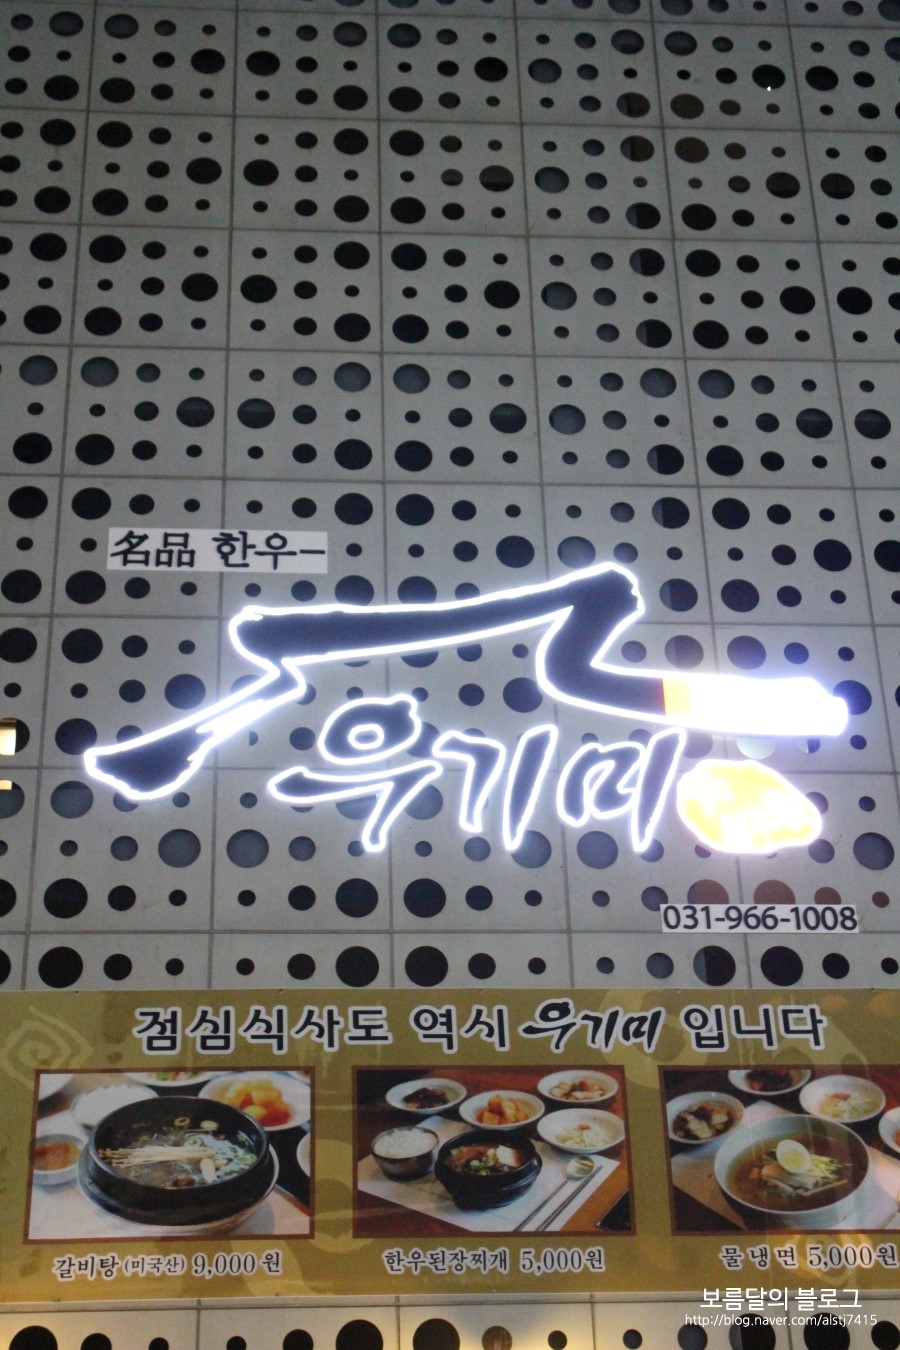 名品 한우-
우기미
031-966-1008
점심식사도 역시 우기미 입니다
갈비탕 (미국산) 9,000원
한우된장찌개 5,000원
물냉면 5,000원
보름달의 블로그
http://blog.naver.com/alstj7415